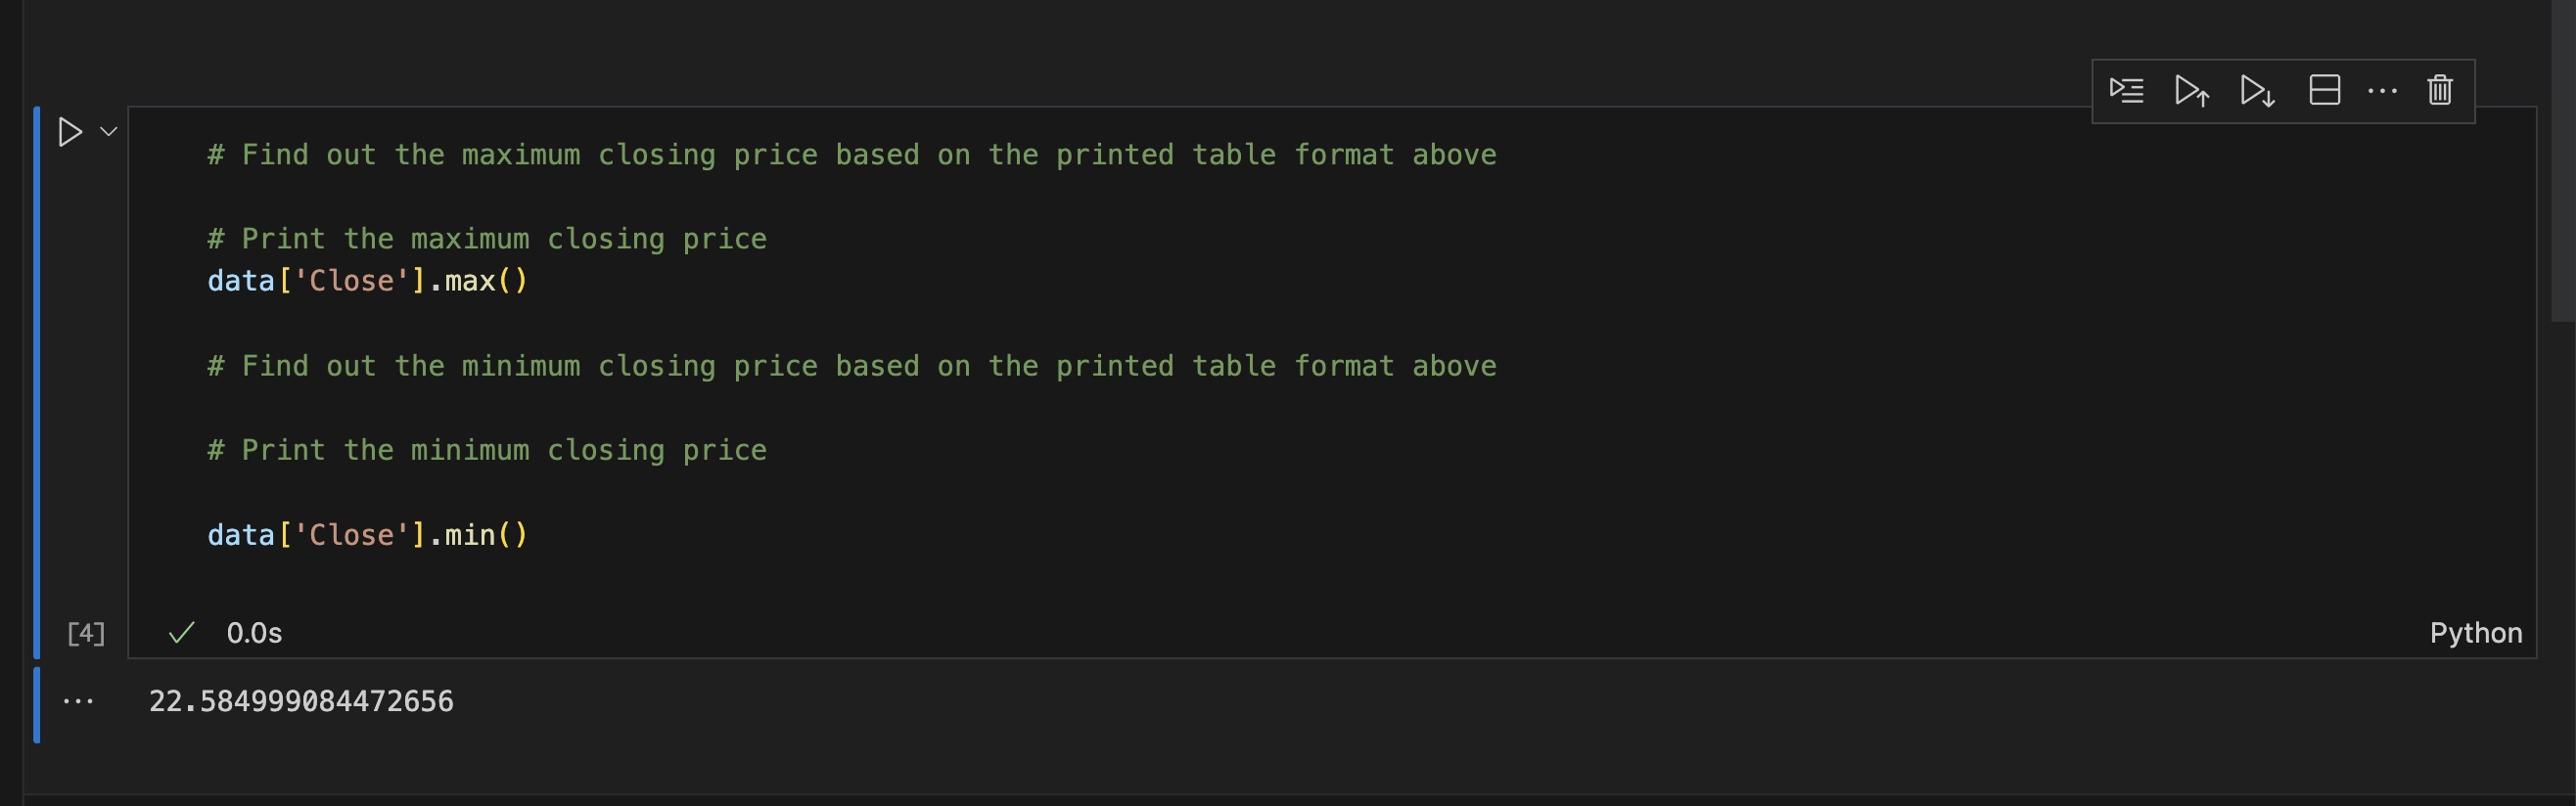 # Find out the maximum closing price based on the printed table format above
# Print the maximum closing price
data['Close'].max()
# Find out the minimum closing price based on the printed table format above
# Print the minimum closing price
data['Close'].min()
[4]
0.0s
Python
22.584999084472656